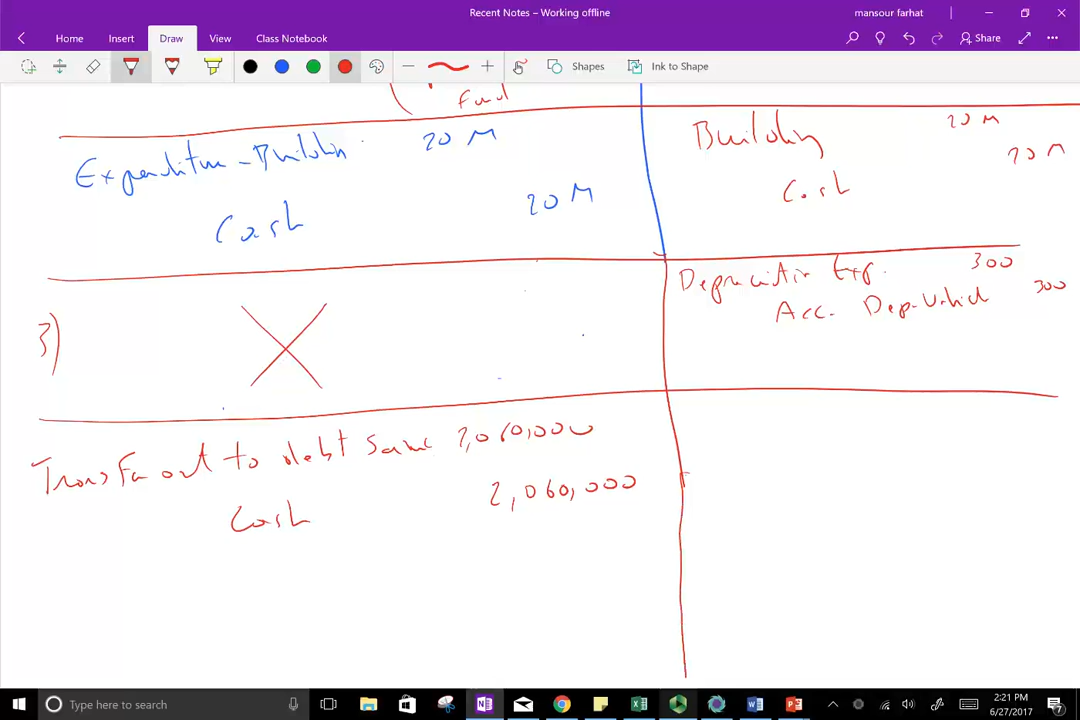 Recent Notes – Working offline
mansour farhat
Home Insert Draw View Class Notebook
Share
Shapes
Ink to Shape
Fund
Expenditure - Building 20 M
Cash 20 M
Building 20 M
20 M
Cash
Depreciation Exp. 300
Acc. Dep. Vehicle 300
3)
Transfer out to debt Service 2,060,000
Cash 2,060,000
Type here to search
2:21 PM
6/27/2017